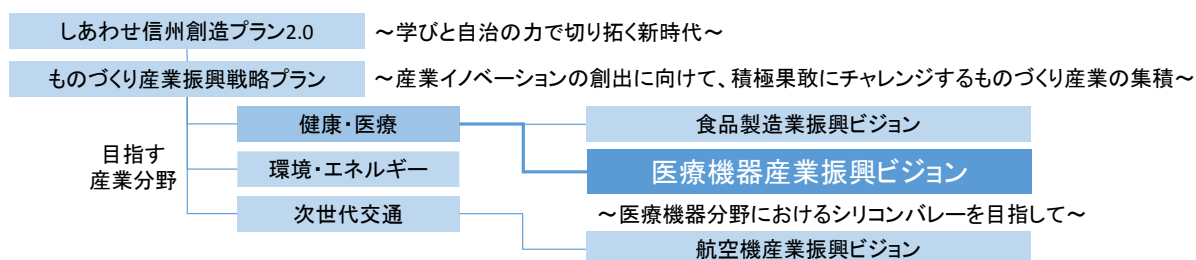 しあわせ信州創造プラン2.0 ～学びと自治の力で切り拓く新時代～
ものづくり産業振興戦略プラン ～産業イノベーションの創出に向けて、積極果敢にチャレンジするものづくり産業の集積～
健康・医療 食品製造業振興ビジョン
目指す
産業分野
環境・エネルギー 医療機器産業振興ビジョン
次世代交通 ～医療機器分野におけるシリコンバレーを目指して～
航空機産業振興ビジョン